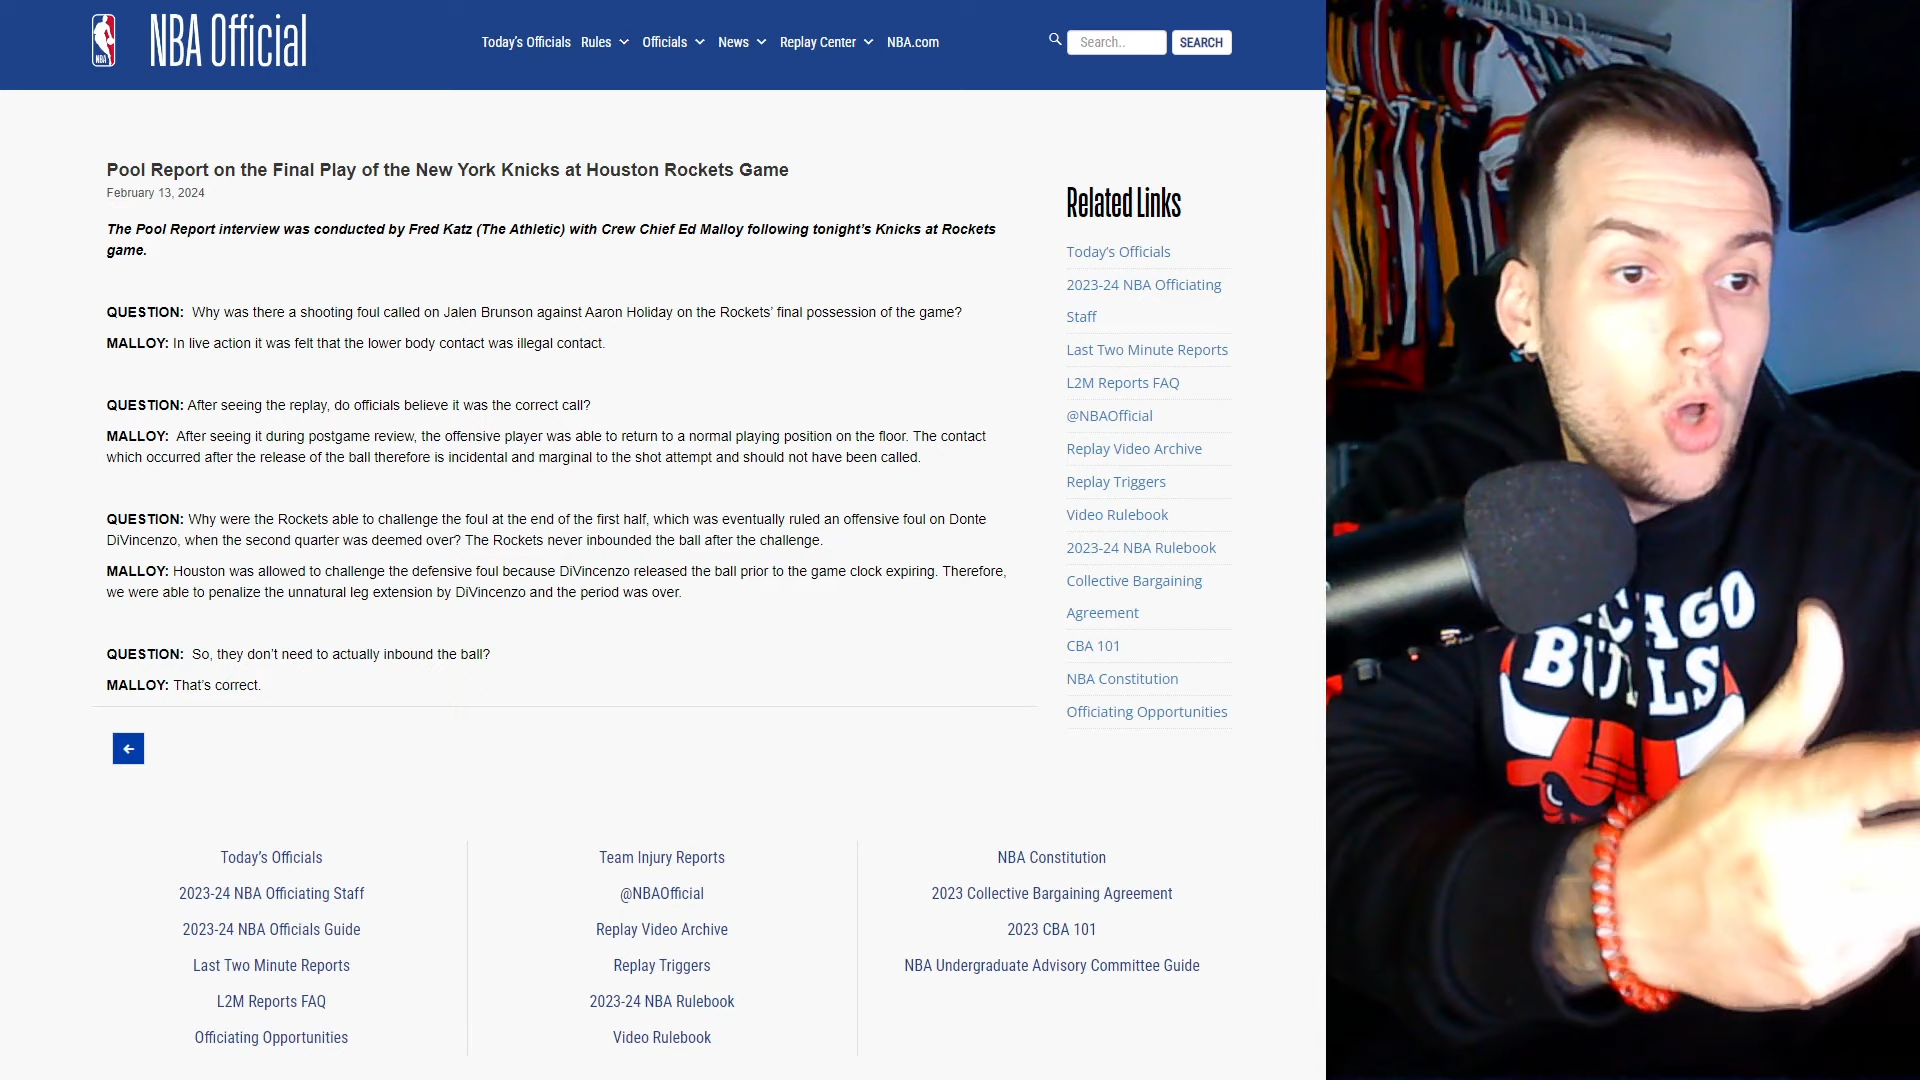 NBA Official
Today's Officials Rules Officials News Replay Center NBA.com
Search.. SEARCH
NBA
Pool Report on the Final Play of the New York Knicks at Houston Rockets Game
February 13, 2024
The Pool Report interview was conducted by Fred Katz (The Athletic) with Crew Chief Ed Malloy following tonight's Knicks at Rockets
game.
QUESTION: Why was there a shooting foul called on Jalen Brunson against Aaron Holiday on the Rockets' final possession of the game?
MALLOY: In live action it was felt that the lower body contact was illegal contact.
QUESTION: After seeing the replay, do officials believe it was the correct call?
MALLOY: After seeing it during postgame review, the offensive player was able to return to a normal playing position on the floor. The contact
which occurred after the release of the ball therefore is incidental and marginal to the shot attempt and should not have been called.
QUESTION: Why were the Rockets able to challenge the foul at the end of the first half, which was eventually ruled an offensive foul on Donte
DiVincenzo, when the second quarter was deemed over? The Rockets never inbounded the ball after the challenge.
MALLOY: Houston was allowed to challenge the defensive foul because DiVincenzo released the ball prior to the game clock expiring. Therefore,
we were able to penalize the unnatural leg extension by DiVincenzo and the period was over.
QUESTION: So, they don't need to actually inbound the ball?
MALLOY: That's correct.
Related Links
Today's Officials
2023-24 NBA Officiating
Staff
Last Two Minute Reports
L2M Reports FAQ
@NBAOfficial
Replay Video Archive
Replay Triggers
Video Rulebook
2023-24 NBA Rulebook
Collective Bargaining
Agreement
CBA 101
NBA Constitution
Officiating Opportunities
Today's Officials
2023-24 NBA Officiating Staff
2023-24 NBA Officials Guide
Last Two Minute Reports
L2M Reports FAQ
Officiating Opportunities
Team Injury Reports
@NBAOfficial
Replay Video Archive
Replay Triggers
2023-24 NBA Rulebook
Video Rulebook
NBA Constitution
2023 Collective Bargaining Agreement
2023 CBA 101
NBA Undergraduate Advisory Committee Guide
BULLS